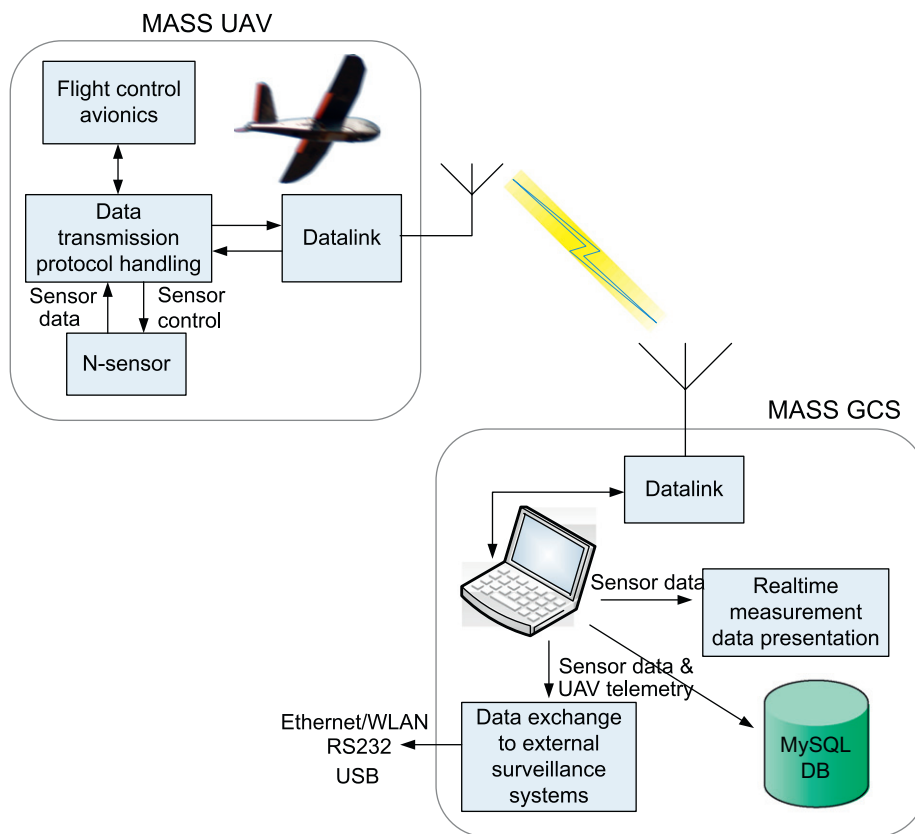 MASS UAV
Flight control
avionics
Data
transmission
protocol handling
Datalink
Sensor
data
Sensor
control
N-sensor
MASS GCS
Datalink
Sensor data
Realtime
measurement
data presentation
Sensor data &
UAV telemetry
Ethernet/WLAN
RS232
USB
Data exchange
to external
surveillance
systems
MySQL
DB